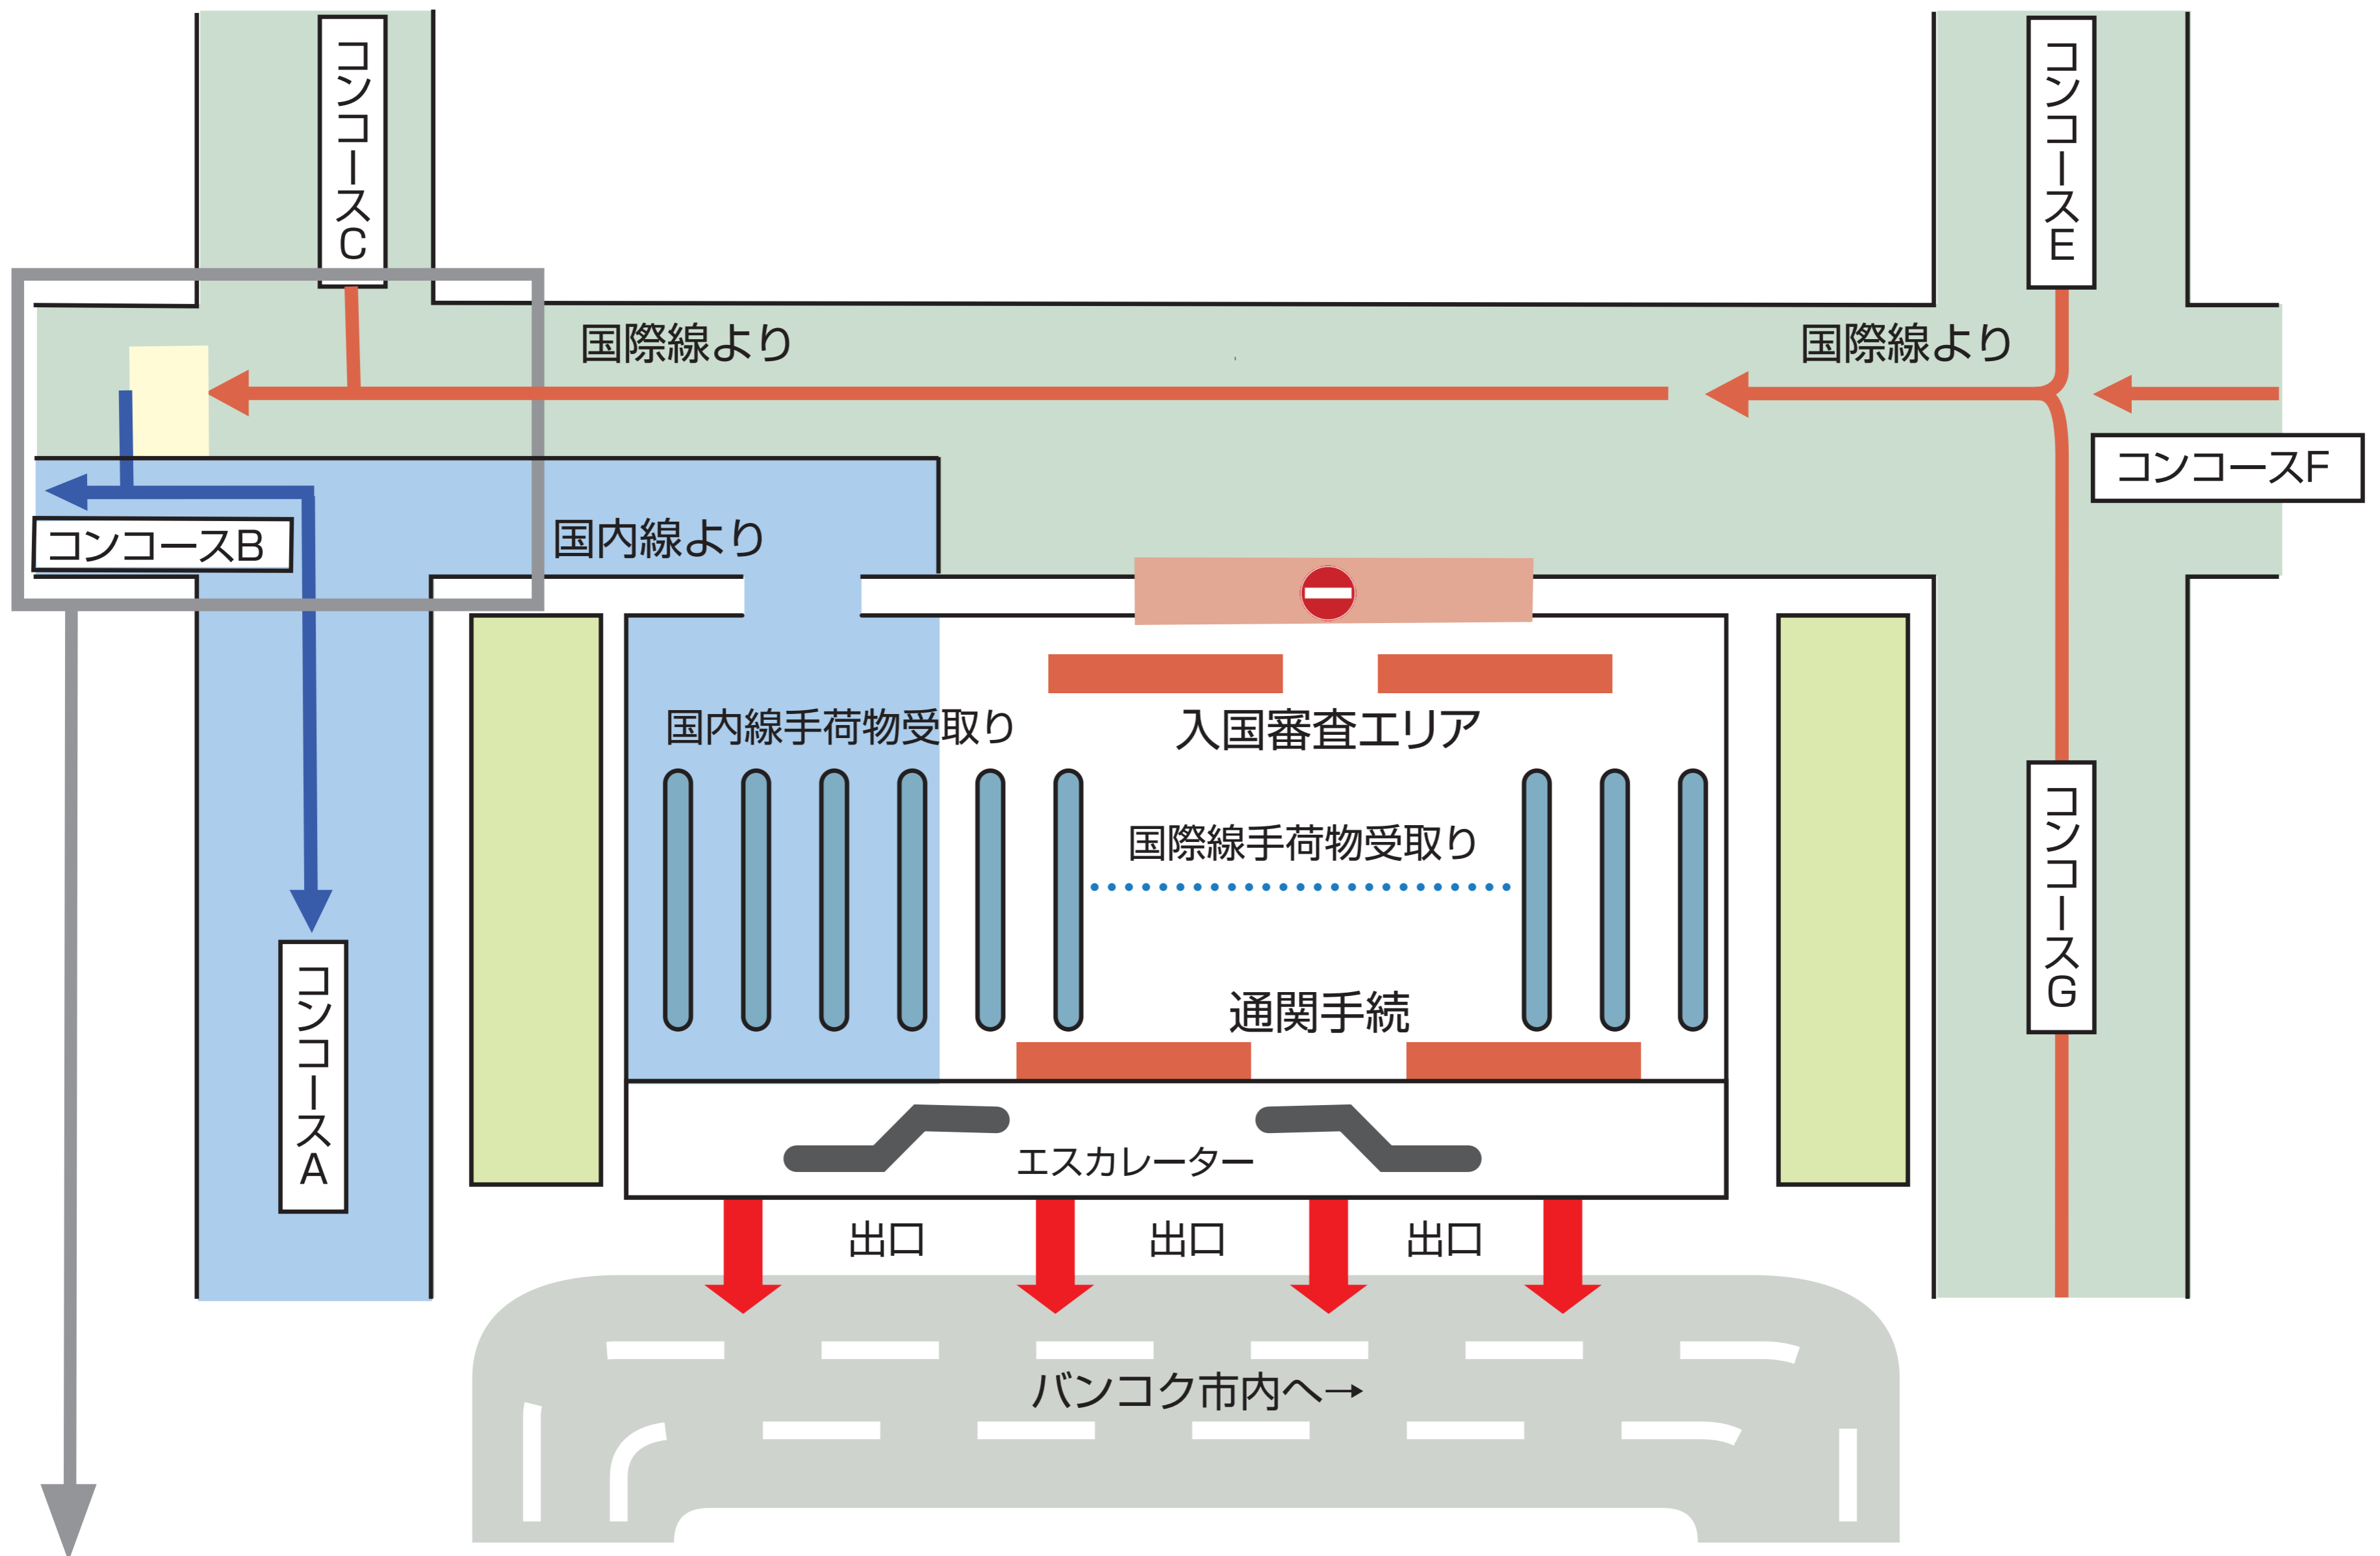 コンコースC
コンコースE
国際線より
国際線より
コンコースF
コンコースB
国内線より
国内線手荷物受取り
入国審査エリア
国際線手荷物受取り
コンコースG
コンコースA
通関手続
エスカレーター
出口
出口
出口
バンコク市内へ→